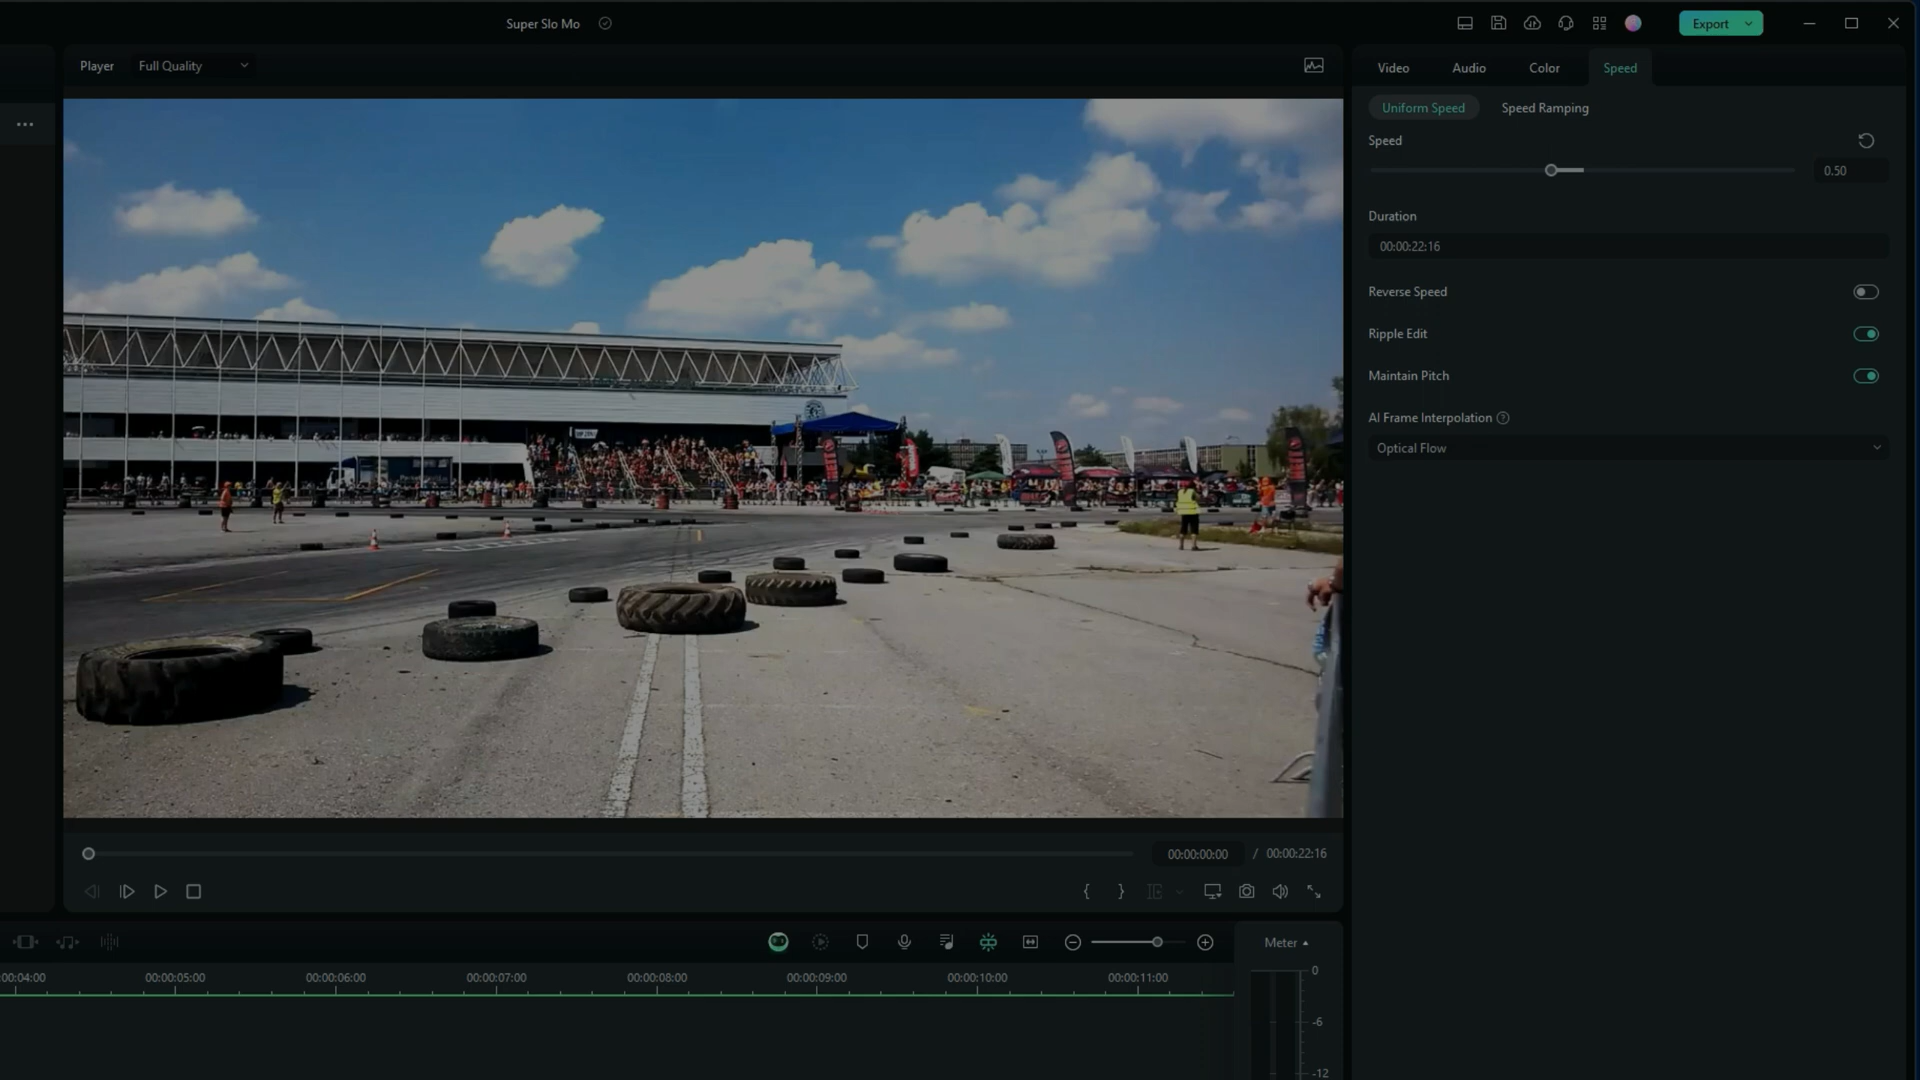 Super Slo Mo
Export
Player
Full Quality
Video
Audio
Color
Speed
Uniform Speed
Speed Ramping
Speed
0.50
Duration
00:00:22:16
Reverse Speed
Ripple Edit
Maintain Pitch
AI Frame Interpolation
Optical Flow
00:00:00:00 / 00:00:22:16
Meter
:00:04:00 00:00:05:00 00:00:06:00 00:00:07:00 00:00:08:00 00:00:09:00 00:00:10:00 00:00:11:00
0
-6
-12